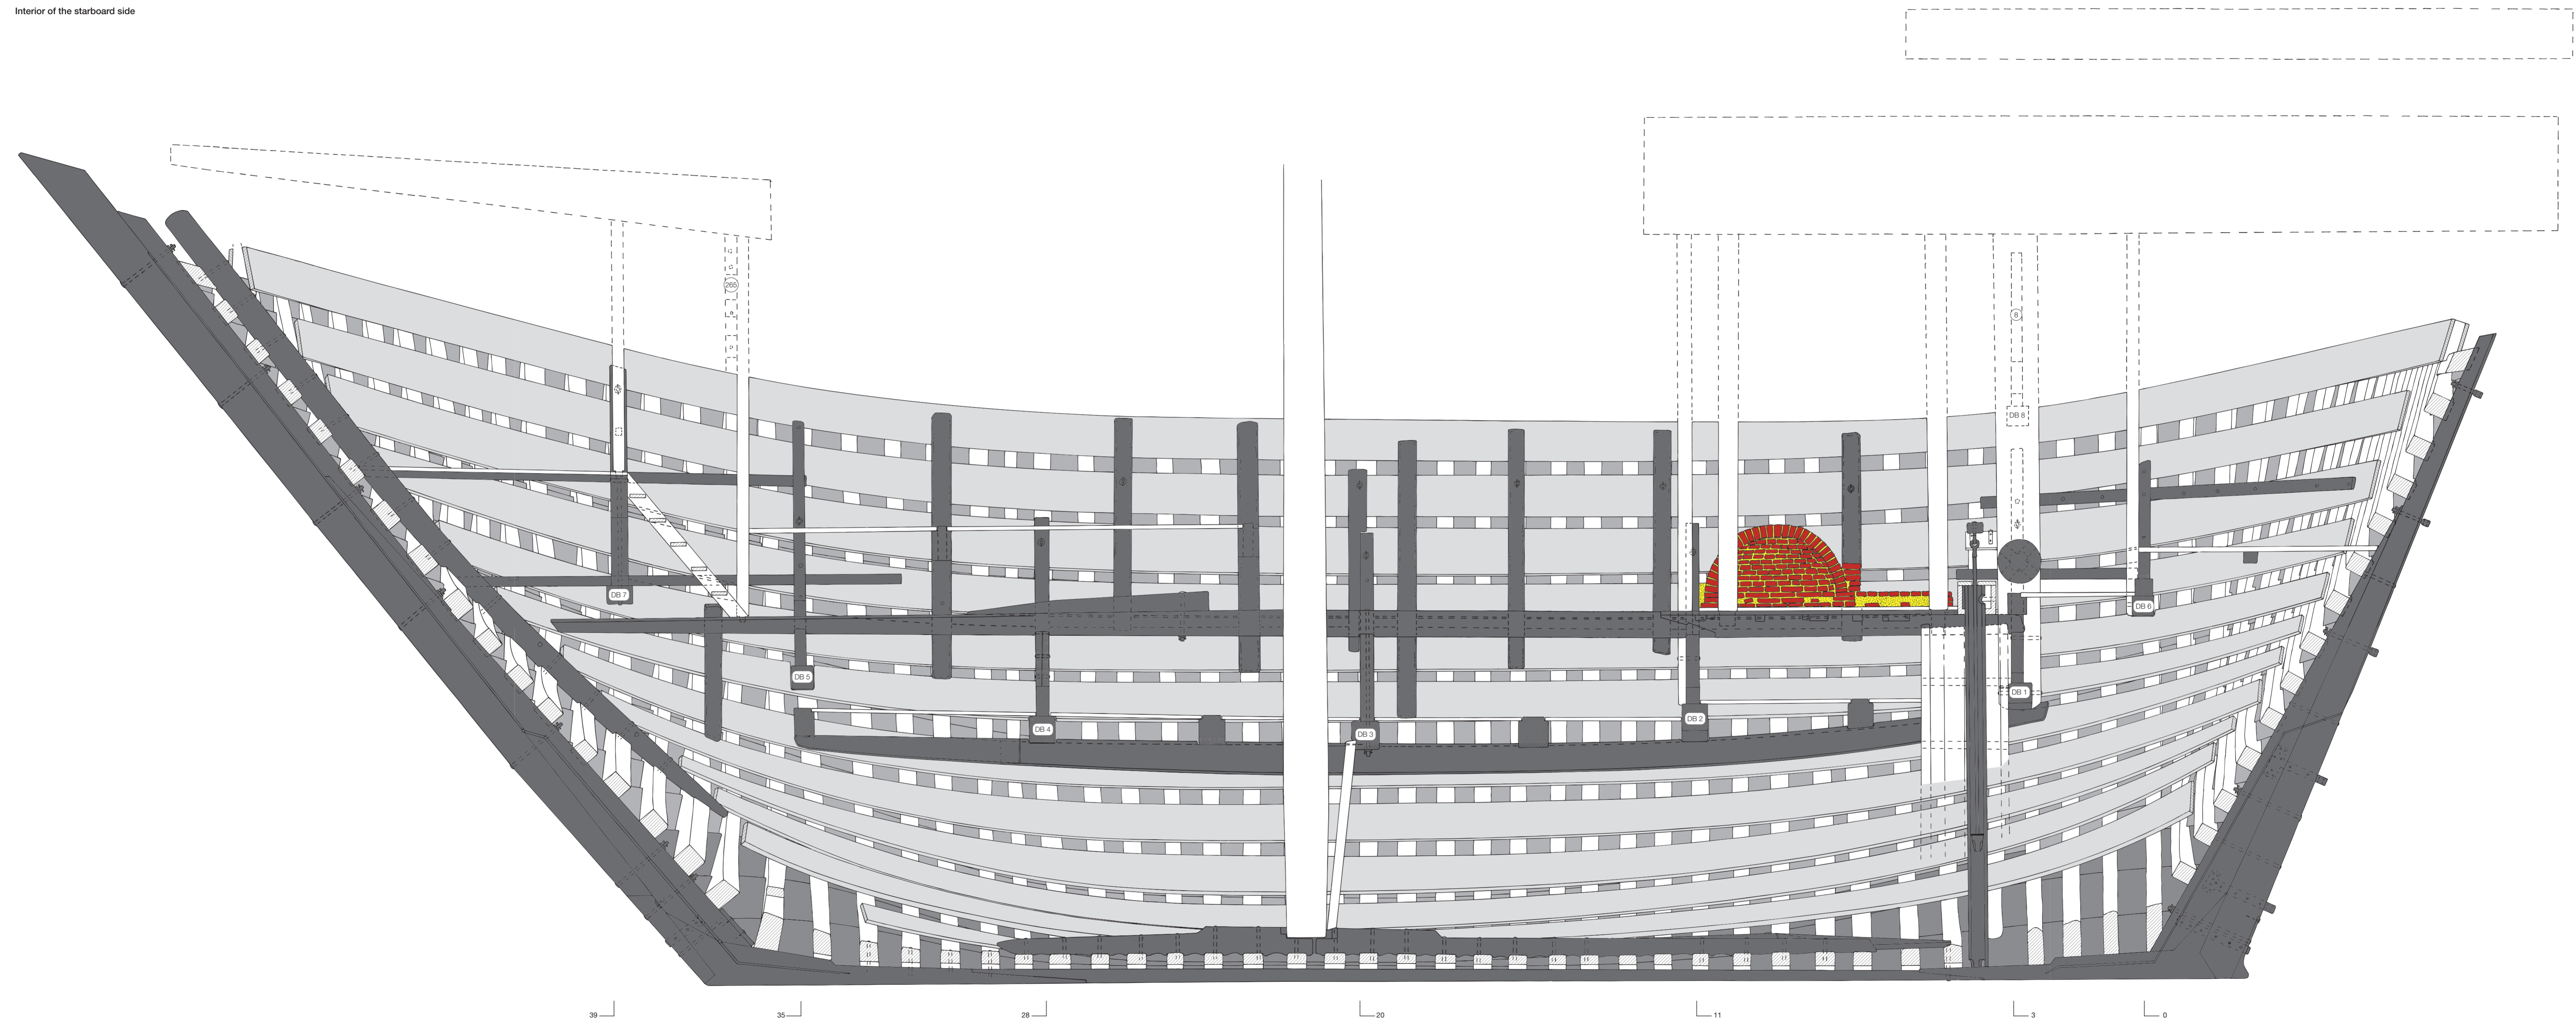 Interior of the starboard side
265
8
DB 8
DB 7
DB 6
DB 5
DB 1
DB 2
DB 4
DB 3
39
35
28
20
11
3
0